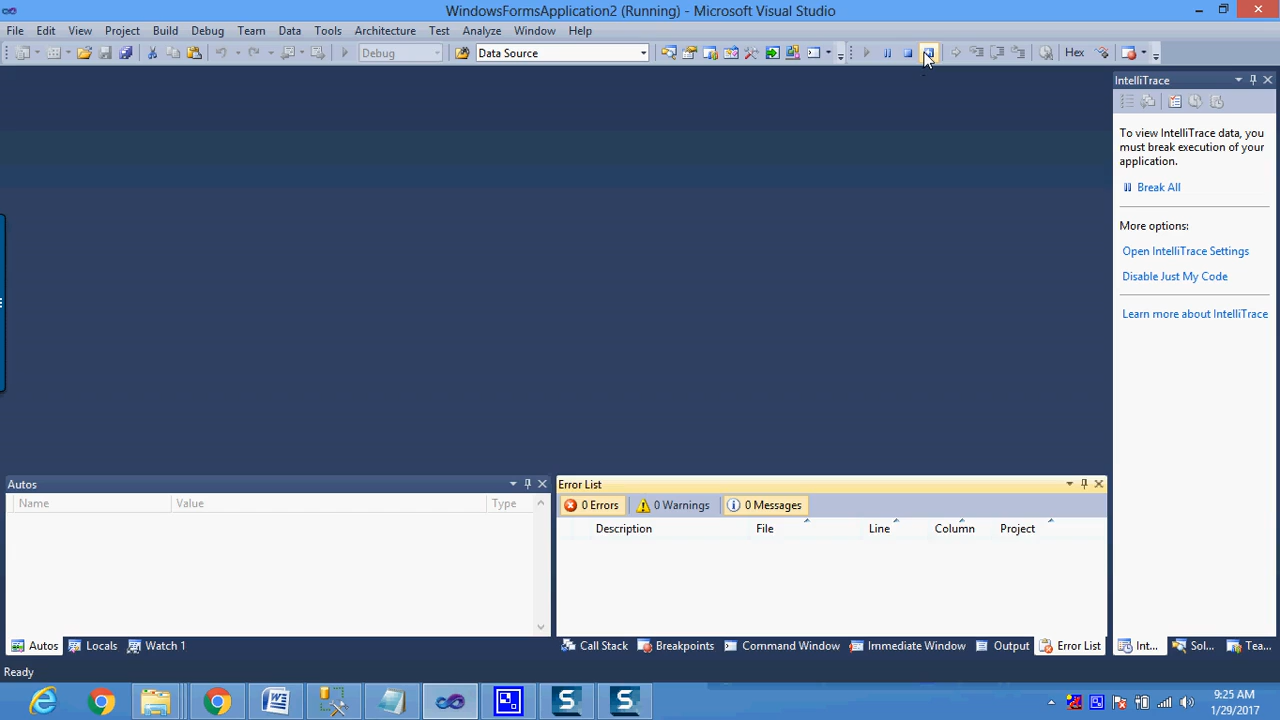 WindowsFormsApplication2 (Running) - Microsoft Visual Studio
File Edit View Project Build Debug Team Data Tools Architecture Test Analyze Window Help
Debug Data Source Hex
IntelliTrace
To view IntelliTrace data, you
must break execution of your
application.
Break All
More options:
Open IntelliTrace Settings
Disable Just My Code
Learn more about IntelliTrace
Autos
Name Value Type
Error List
0 Errors 0 Warnings 0 Messages
Description File Line Column Project
Autos Locals Watch 1
Call Stack Breakpoints Command Window Immediate Window Output Error List
Int... Sol... Tea...
Ready
9:25 AM
1/29/2017